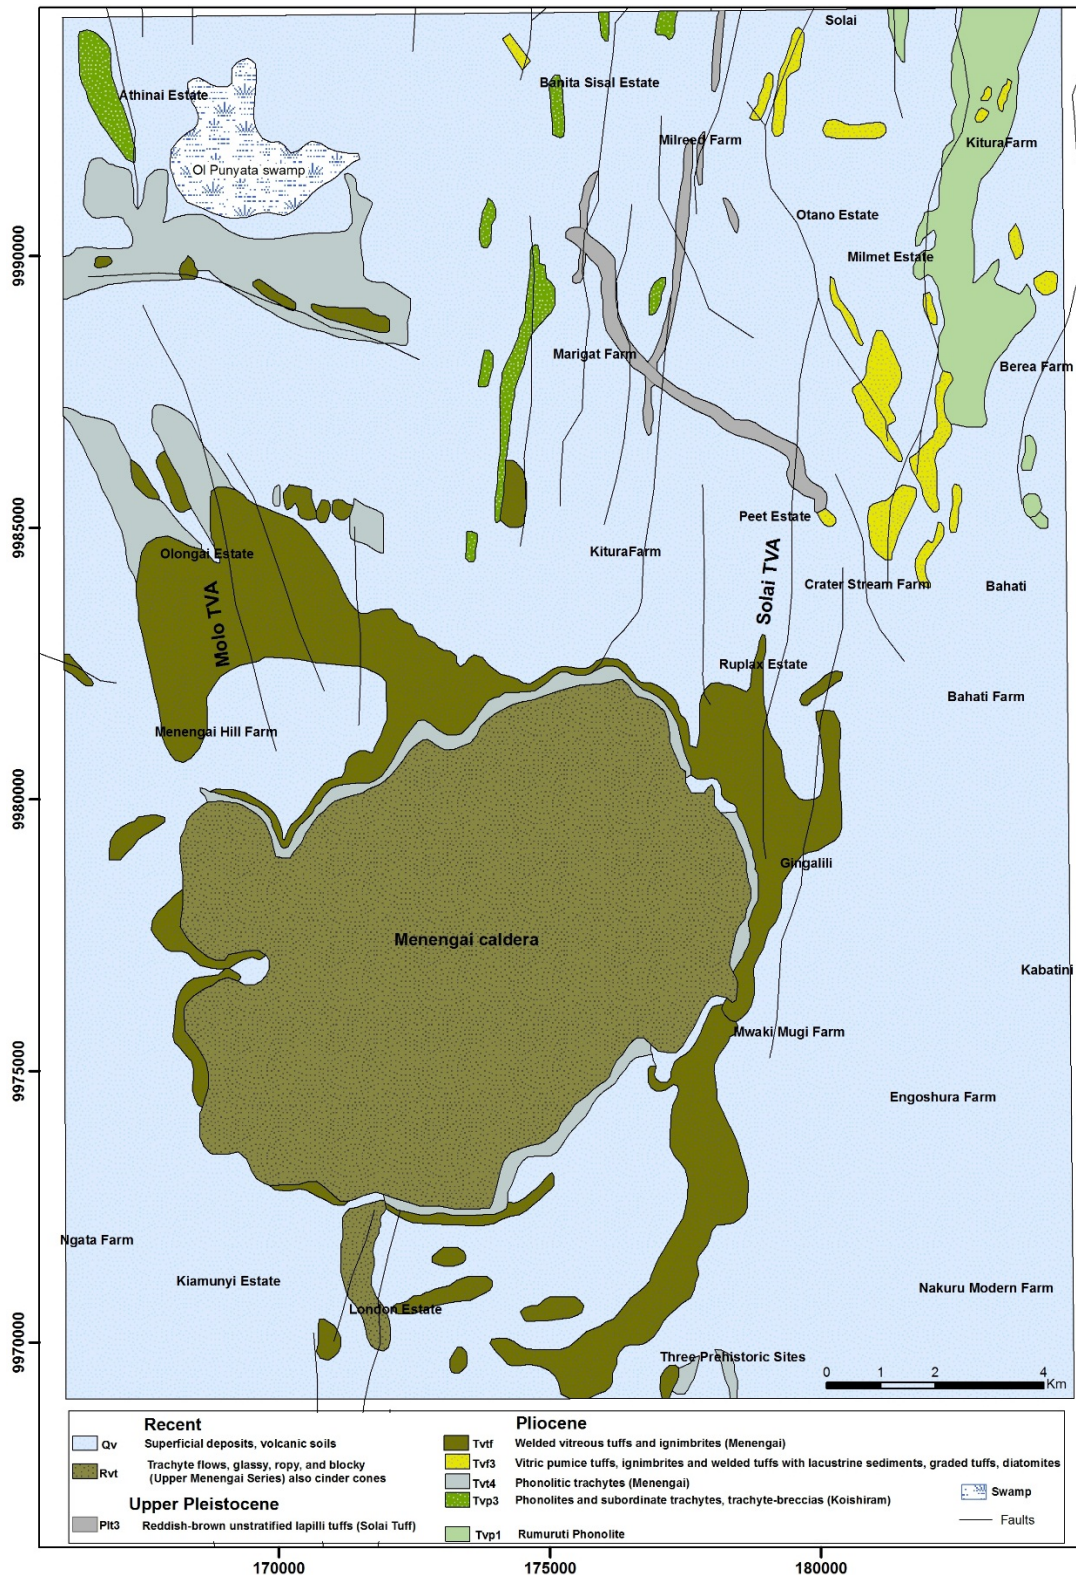 Solai
Athinai Estate
Banita Sisal Estate
Milreed Farm
KituraFarm
Ol Punyata swamp
Otano Estate
Milmet Estate
9990000
Marigat Farm
Berea Farm
9985000
Peet Estate
Olongai Estate
KituraFarm
Crater Stream Farm
Bahati
Solai TVA
Molo TVA
Ruplax Estate
Bahati Farm
Menengai Hill Farm
9980000
Gingalili
Menengai caldera
Kabatini
Mwaki Mugi Farm
9975000
Engoshura Farm
Ngata Farm
Kiamunyi Estate
Nakuru Modern Farm
London Estate
9970000
Three Prehistoric Sites
0 1 2 4
Km
Recent
Qv Superficial deposits, volcanic soils
Rvt Trachyte flows, glassy, ropy, and blocky
(Upper Menengai Series) also cinder cones
Upper Pleistocene
Plt3 Reddish-brown unstratified lapilli tuffs (Solai Tuff)
Pliocene
Tvtf Welded vitreous tuffs and ignimbrites (Menengai)
Tvf3 Vitric pumice tuffs, ignimbrites and welded tuffs with lacustrine sediments, graded tuffs, diatomites
Tvt4 Phonolitic trachytes (Menengai)
Tvp3 Phonolites and subordinate trachytes, trachyte-breccias (Koishiram)
Tvp1 Rumuruti Phonolite
Swamp
Faults
170000 175000 180000